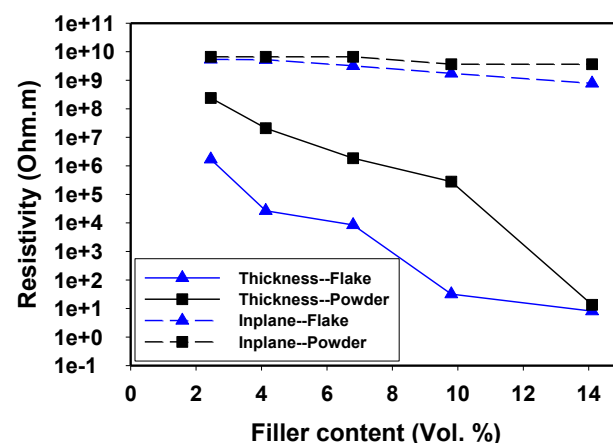 1e+11
1e+10
1e+9
1e+8
1e+7
1e+6
1e+5
1e+4
1e+3
1e+2
1e+1
1e+0
1e-1
Resistivity (Ohm.m)
Thickness--Flake
Thickness--Powder
Inplane--Flake
Inplane--Powder
0 2 4 6 8 10 12 14
Filler content (Vol. %)